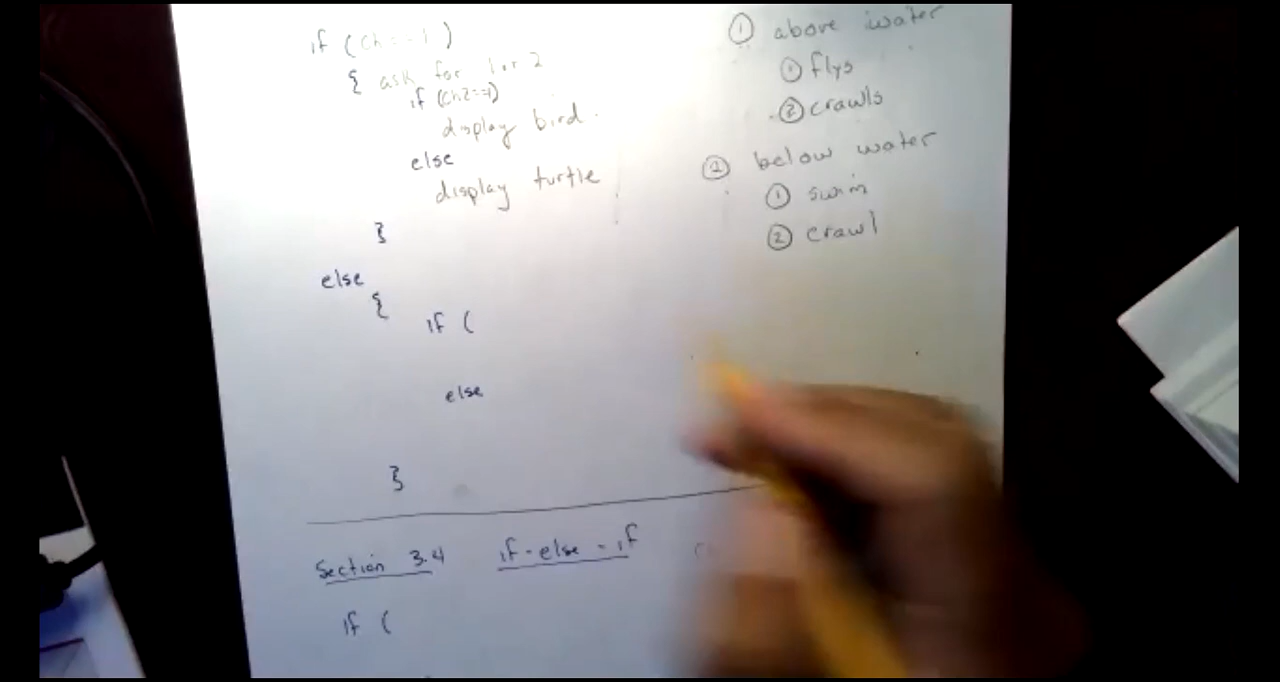 if (Ch == 1)
{ ask for 1 or 2
if (Ch2==1)
display bird.
else
display turtle
}
else
{
if (
else
}
① above water
① flys
② crawls
② below water
① swim
② crawl
Section 3.4 if-else-if
if (